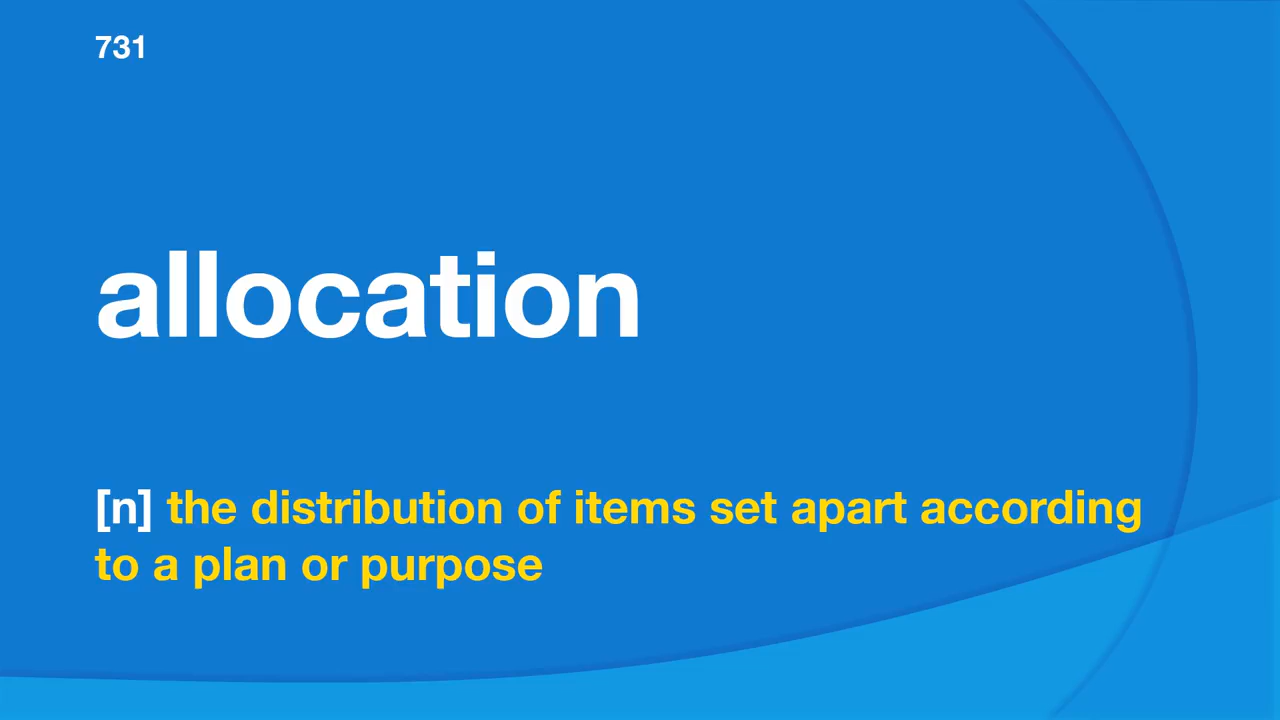 731
allocation
[n] the distribution of items set apart according
to a plan or purpose